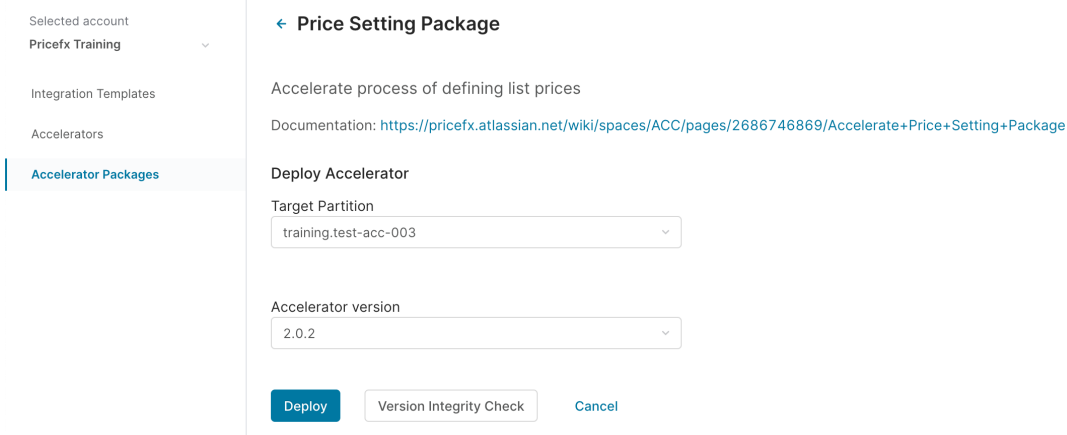 Selected account
Pricefx Training
Integration Templates
Accelerators
Accelerator Packages
← Price Setting Package
Accelerate process of defining list prices
Documentation: https://pricefx.atlassian.net/wiki/spaces/ACC/pages/2686746869/Accelerate+Price+Setting+Package
Deploy Accelerator
Target Partition
training.test-acc-003
Accelerator version
2.0.2
Deploy
Version Integrity Check
Cancel